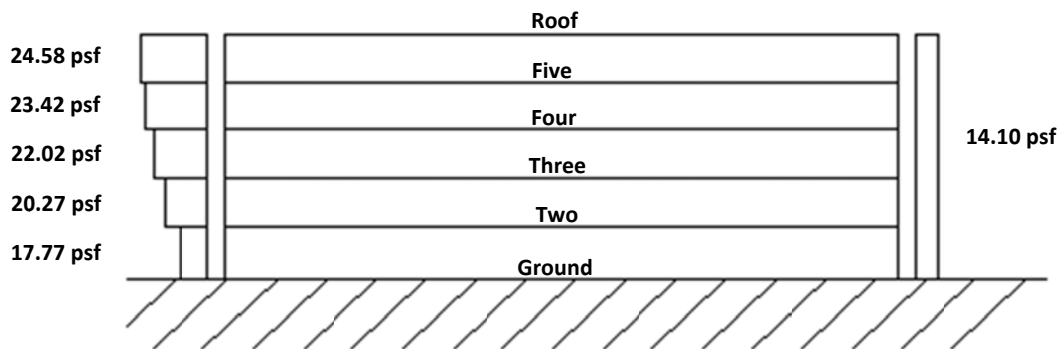 Roof
24.58 psf
Five
23.42 psf
Four
14.10 psf
22.02 psf
Three
20.27 psf
Two
17.77 psf
Ground